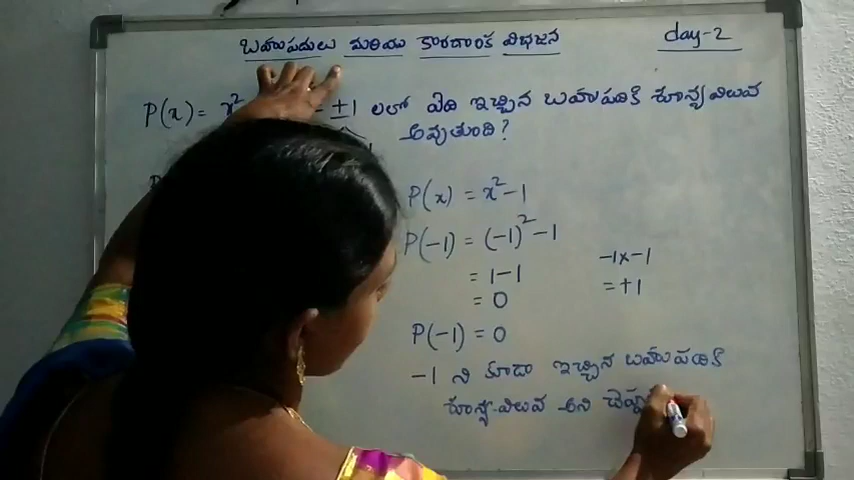 బహుపదులు మరియు కారణాంక విభజన
day-2
P(x) = x² ±1 లలో ఏది ఇచ్చిన బహుపదికి శూన్య విలువ
అవుతుంది?
P(x) = x²-1
P(-1) = (-1)²-1
-1x-1
= 1-1
= +1
= 0
P(-1) = 0
-1 ని కూడా ఇచ్చిన బహుపదికి
శూన్య విలువ అని